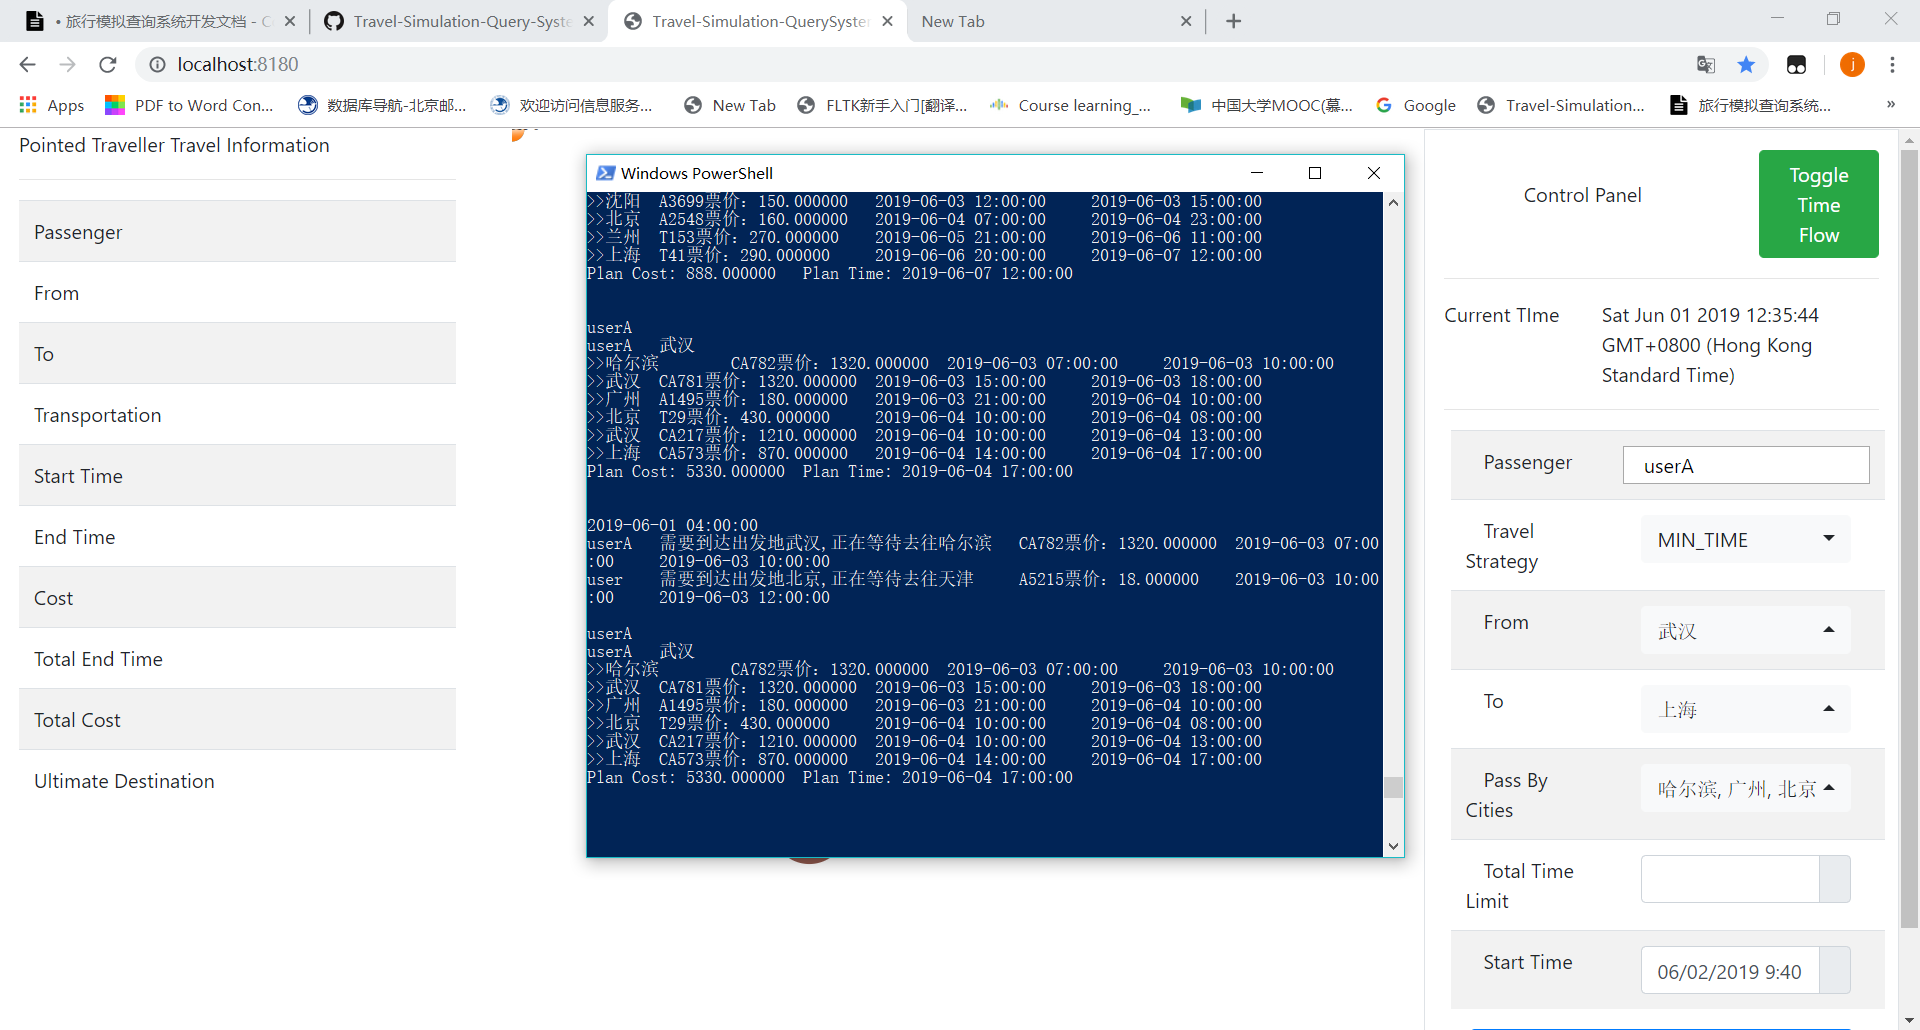 • 旅行模拟查询系统开发文档 - C
Travel-Simulation-Query-Syste
Travel-Simulation-QuerySyster
New Tab
localhost:8180
j
Apps
PDF to Word Con...
数据库导航-北京邮...
欢迎访问信息服务...
New Tab
FLTK新手入门[翻译...
Course learning_...
中国大学MOOC(慕...
Google
Travel-Simulation...
旅行模拟查询系统...
»
Pointed Traveller Travel Information
Passenger
From
To
Transportation
Start Time
End Time
Cost
Total End Time
Total Cost
Ultimate Destination
Windows PowerShell
>>沈阳 A3699票价：150.000000 2019-06-03 12:00:00 2019-06-03 15:00:00
>>北京 A2548票价：160.000000 2019-06-04 07:00:00 2019-06-04 23:00:00
>>兰州 T153票价：270.000000 2019-06-05 21:00:00 2019-06-06 11:00:00
>>上海 T41票价：290.000000 2019-06-06 20:00:00 2019-06-07 12:00:00
Plan Cost: 888.000000 Plan Time: 2019-06-07 12:00:00
userA
userA 武汉
>>哈尔滨 CA782票价：1320.000000 2019-06-03 07:00:00 2019-06-03 10:00:00
>>武汉 CA781票价：1320.000000 2019-06-03 15:00:00 2019-06-03 18:00:00
>>广州 A1495票价：180.000000 2019-06-03 21:00:00 2019-06-04 10:00:00
>>北京 T29票价：430.000000 2019-06-04 10:00:00 2019-06-04 08:00:00
>>武汉 CA217票价：1210.000000 2019-06-04 10:00:00 2019-06-04 13:00:00
>>上海 CA573票价：870.000000 2019-06-04 14:00:00 2019-06-04 17:00:00
Plan Cost: 5330.000000 Plan Time: 2019-06-04 17:00:00
2019-06-01 04:00:00
userA 需要到达出发地武汉,正在等待去往哈尔滨 CA782票价：1320.000000 2019-06-03 07:00
:00 2019-06-03 10:00:00
user 需要到达出发地北京,正在等待去往天津 A5215票价：18.000000 2019-06-03 10:00
:00 2019-06-03 12:00:00
userA
userA 武汉
>>哈尔滨 CA782票价：1320.000000 2019-06-03 07:00:00 2019-06-03 10:00:00
>>武汉 CA781票价：1320.000000 2019-06-03 15:00:00 2019-06-03 18:00:00
>>广州 A1495票价：180.000000 2019-06-03 21:00:00 2019-06-04 10:00:00
>>北京 T29票价：430.000000 2019-06-04 10:00:00 2019-06-04 08:00:00
>>武汉 CA217票价：1210.000000 2019-06-04 10:00:00 2019-06-04 13:00:00
>>上海 CA573票价：870.000000 2019-06-04 14:00:00 2019-06-04 17:00:00
Plan Cost: 5330.000000 Plan Time: 2019-06-04 17:00:00
Control Panel
Toggle
Time
Flow
Current TIme
Sat Jun 01 2019 12:35:44
GMT+0800 (Hong Kong
Standard Time)
Passenger
userA
Travel
Strategy
MIN_TIME
From
武汉
To
上海
Pass By
Cities
哈尔滨, 广州, 北京
Total Time
Limit
Start Time
06/02/2019 9:40